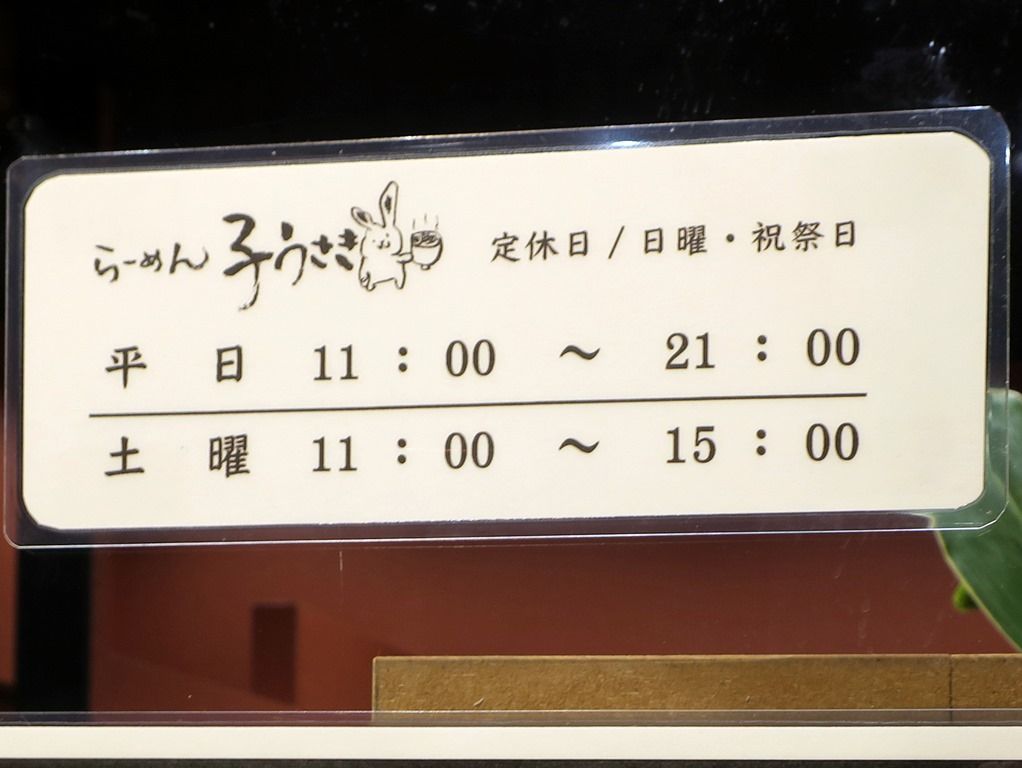 らーめん 子うさぎ 定休日/日曜・祝祭日
平日 11:00 〜 21:00
土曜 11:00 〜 15:00